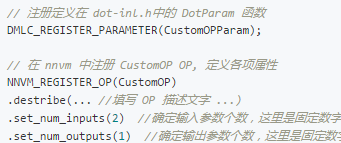 // 注册定义在 dot-inl.h中的 DotParam 函数
DMLC_REGISTER_PARAMETER(CustomOPParam);
// 在 nnvm 中注册 CustomOP OP, 定义各项属性
NNVM_REGISTER_OP(CustomOP)
.destribe(... //填写 OP 描述文字 ...)
.set_num_inputs(2)  //确定输入参数个数，这里是固定数字
.set_num_outputs(1)  //确定输出参数个数，这里是固定数